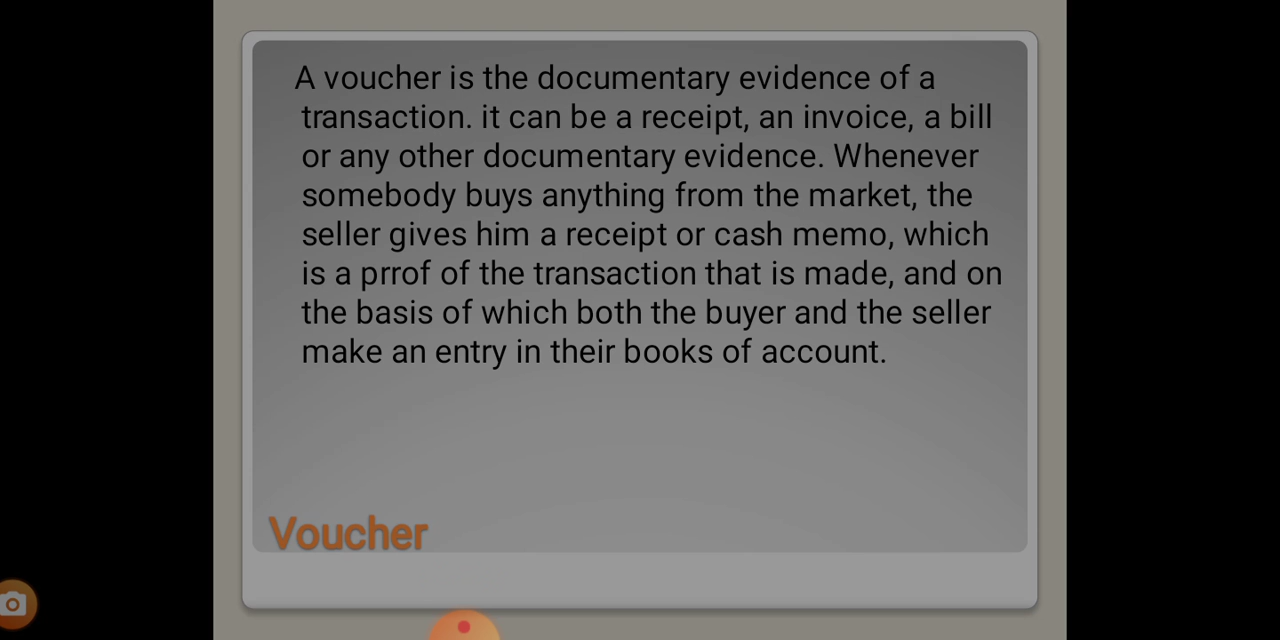 A voucher is the documentary evidence of a
transaction. it can be a receipt, an invoice, a bill
or any other documentary evidence. Whenever
somebody buys anything from the market, the
seller gives him a receipt or cash memo, which
is a prrof of the transaction that is made, and on
the basis of which both the buyer and the seller
make an entry in their books of account.
Voucher